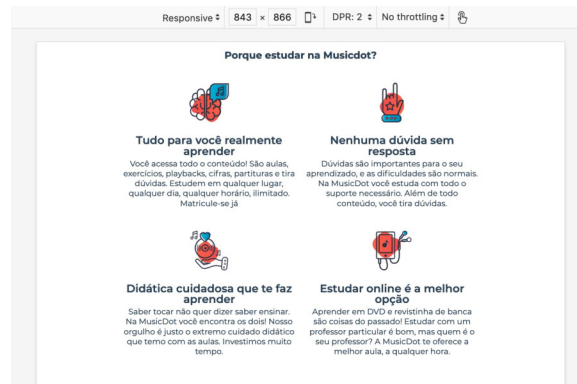 Responsive 843 × 866 DPR: 2 No throttling
Porque estudar na Musicdot?
Tudo para você realmente
aprender
Você acessa todo o conteúdo! São aulas,
exercícios, playbacks, cifras, partituras e tira
dúvidas. Estudem em qualquer lugar,
qualquer dia, qualquer horário, ilimitado.
Matricule-se já
Nenhuma dúvida sem
resposta
Dúvidas são importantes para o seu
aprendizado, e as dificuldades são normais.
Na MusicDot você estuda com todo o
suporte necessário. Além de todo
conteúdo, você tira dúvidas.
Didática cuidadosa que te faz
aprender
Saber tocar não quer dizer saber ensinar.
Na MusicDot você encontra os dois! Nosso
orgulho é justo o extremo cuidado didático
que temo com as aulas. Investimos muito
tempo.
Estudar online é a melhor
opção
Aprender em DVD e revistinha de banca
são coisas do passado! Estudar com um
professor particular é bom, mas quem é o
seu professor? A MusicDot te oferece a
melhor aula, a qualquer hora.